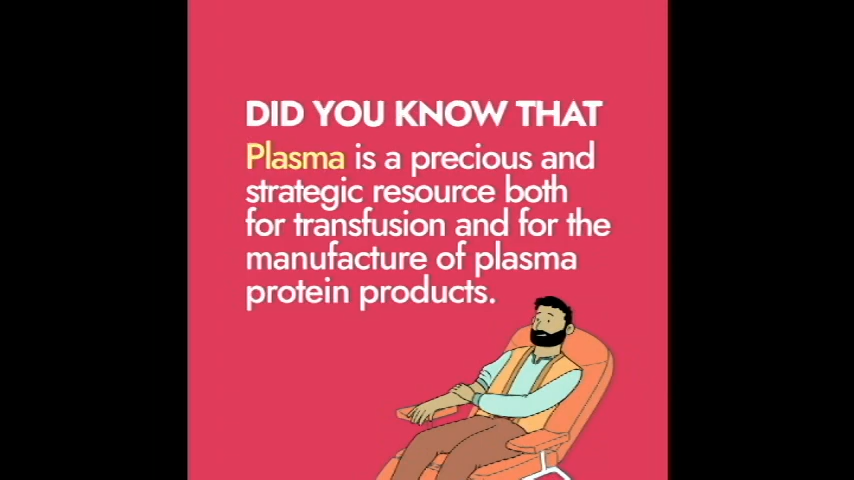 DID YOU KNOW THAT
Plasma is a precious and
strategic resource both
for transfusion and for the
manufacture of plasma
protein products.